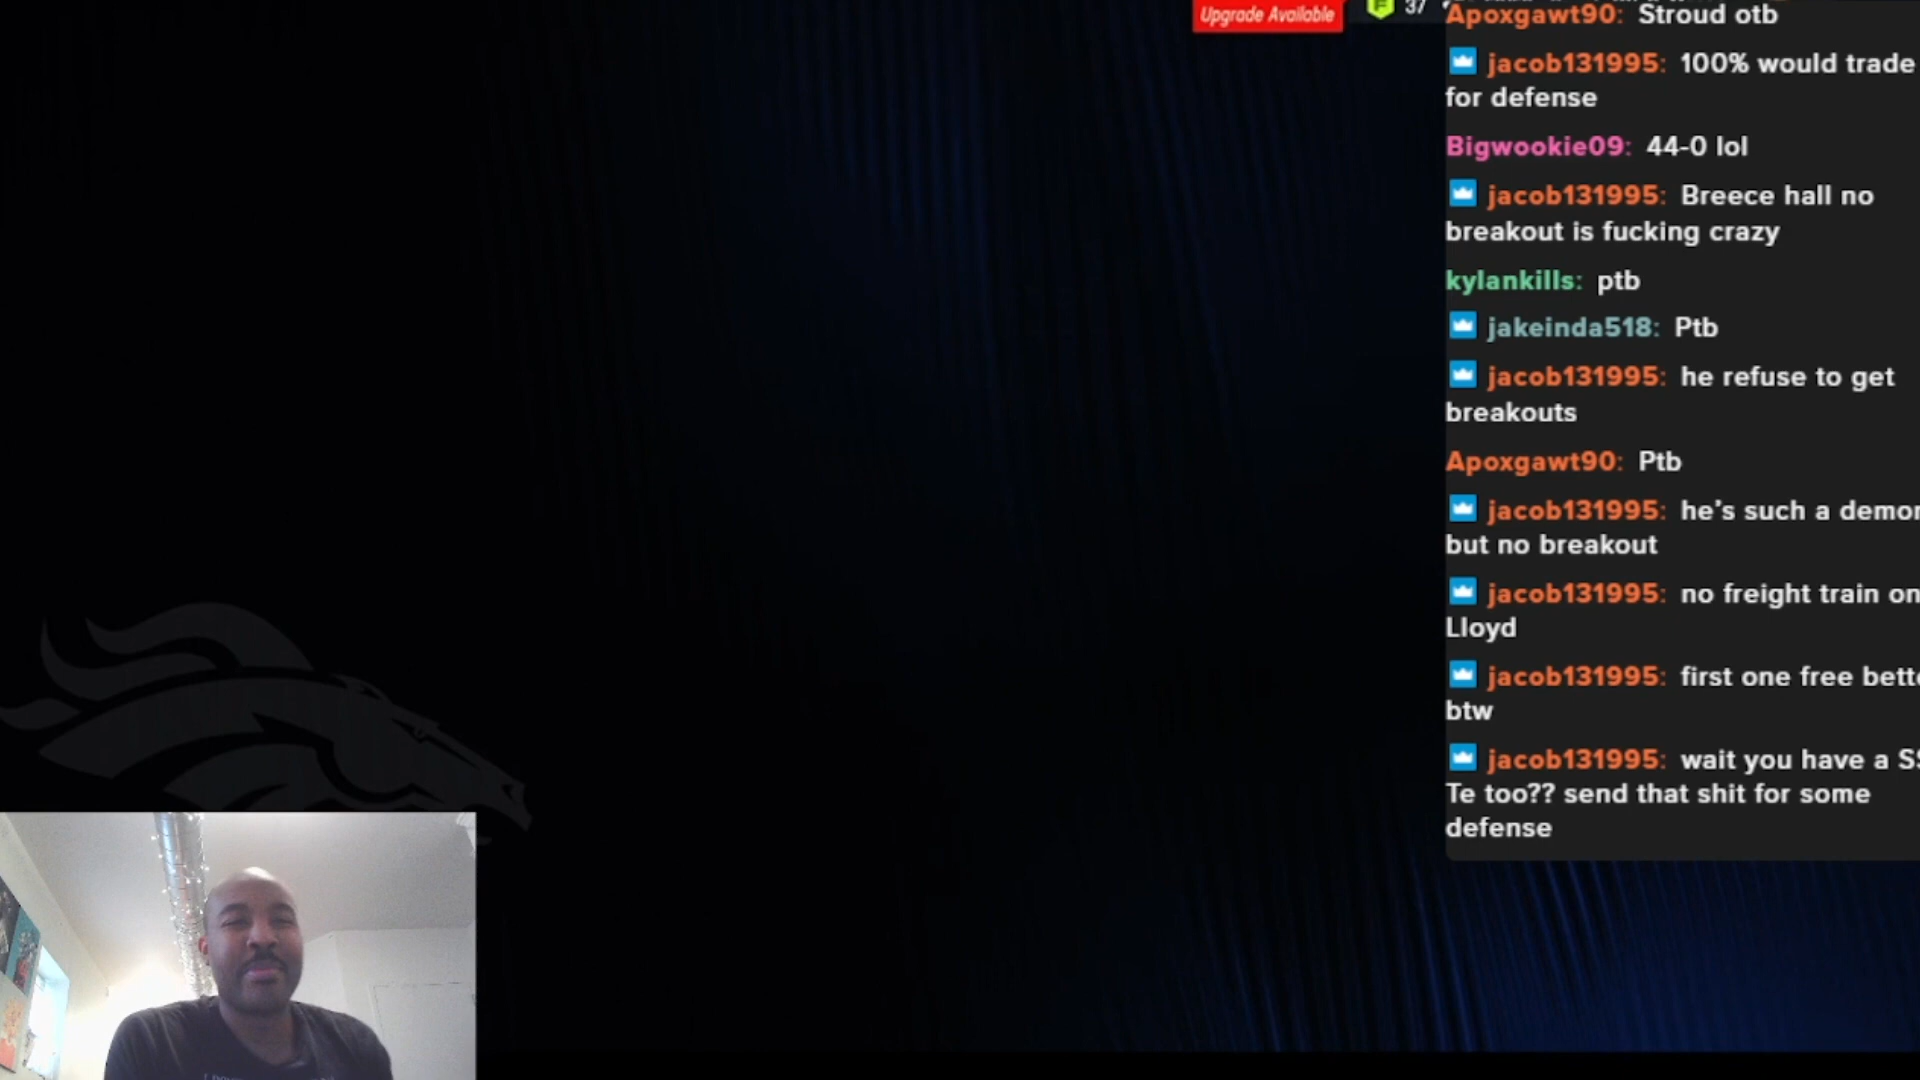 Upgrade Available
37
Apoxgawt90: Stroud otb
jacob131995: 100% would trade
for defense
Bigwookie09: 44-0 lol
jacob131995: Breece hall no
breakout is fucking crazy
kylankills: ptb
jakeinda518: Ptb
jacob131995: he refuse to get
breakouts
Apoxgawt90: Ptb
jacob131995: he's such a demon
but no breakout
jacob131995: no freight train on
Lloyd
jacob131995: first one free bette
btw
jacob131995: wait you have a SS
Te too?? send that shit for some
defense